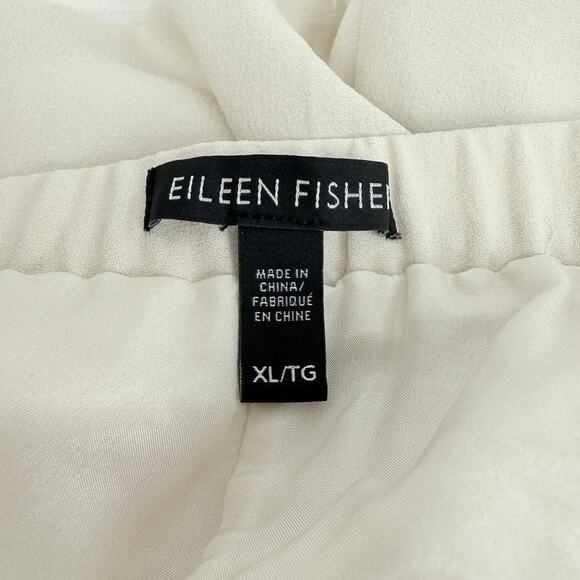 EILEEN FISHER
MADE IN
CHINA/
FABRIQUÉ
EN CHINE
XL/TG